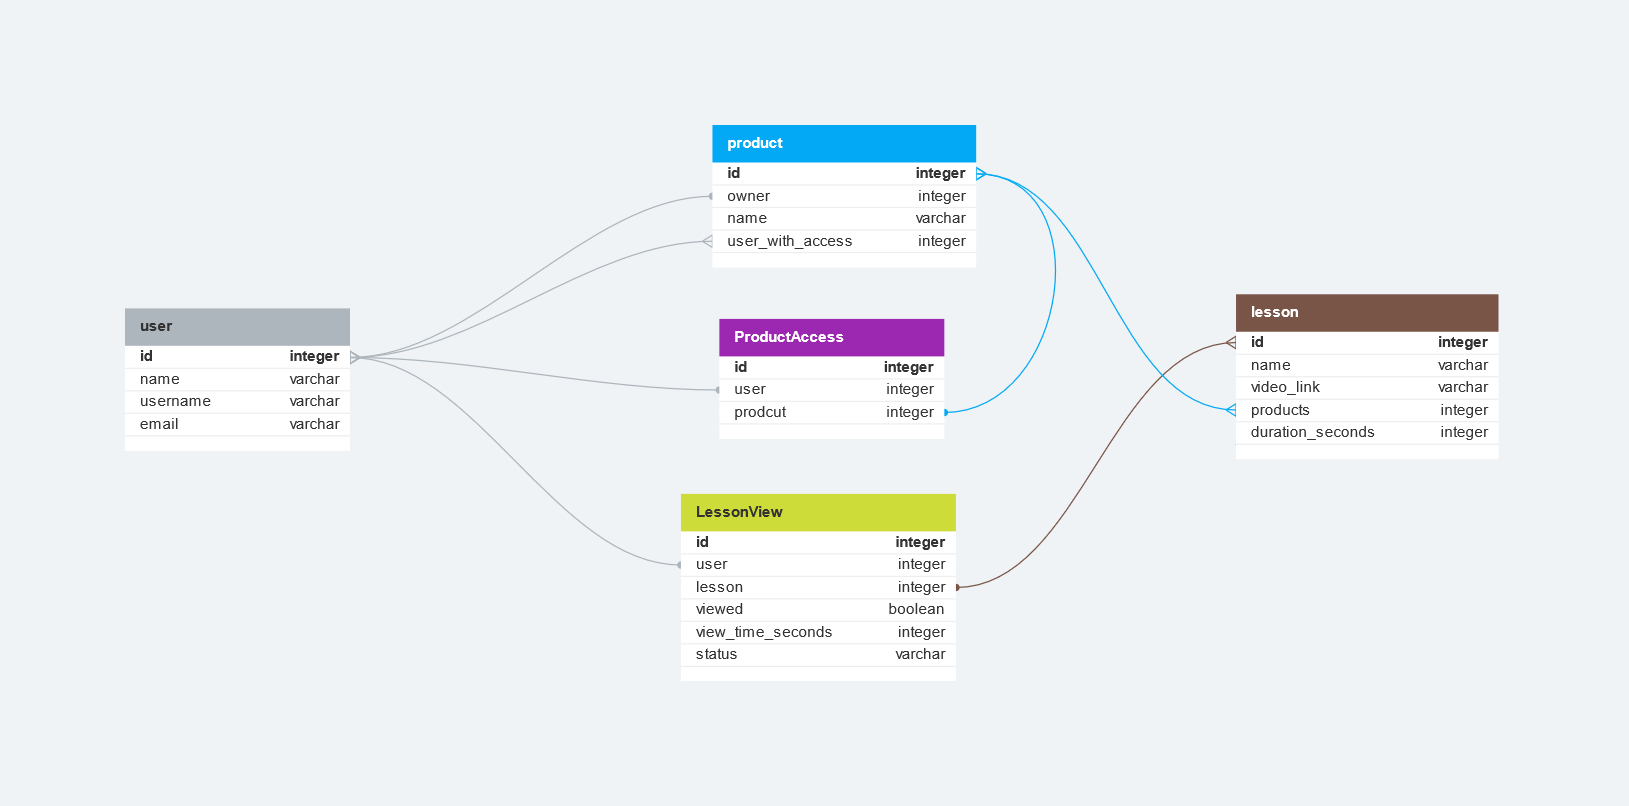 product
id integer
owner integer
name varchar
user_with_access integer
user
id integer
name varchar
username varchar
email varchar
ProductAccess
id integer
user integer
prodcut integer
lesson
id integer
name varchar
video_link varchar
products integer
duration_seconds integer
LessonView
id integer
user integer
lesson integer
viewed boolean
view_time_seconds integer
status varchar